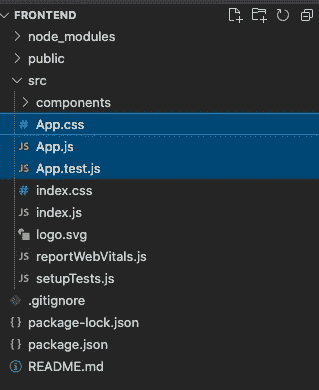 FRONTEND
node_modules
public
src
components
# App.css
JS App.js
JS App.test.js
# index.css
JS index.js
logo.svg
JS reportWebVitals.js
JS setupTests.js
.gitignore
{} package-lock.json
{} package.json
README.md